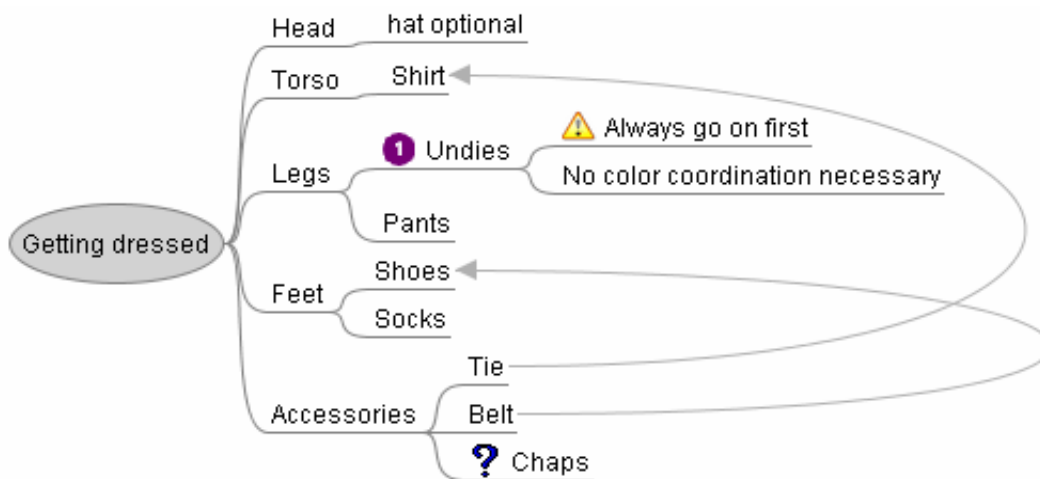 Head
hat optional
Torso
Shirt
Legs
1 Undies
Always go on first
No color coordination necessary
Pants
Getting dressed
Feet
Shoes
Socks
Accessories
Tie
Belt
? Chaps